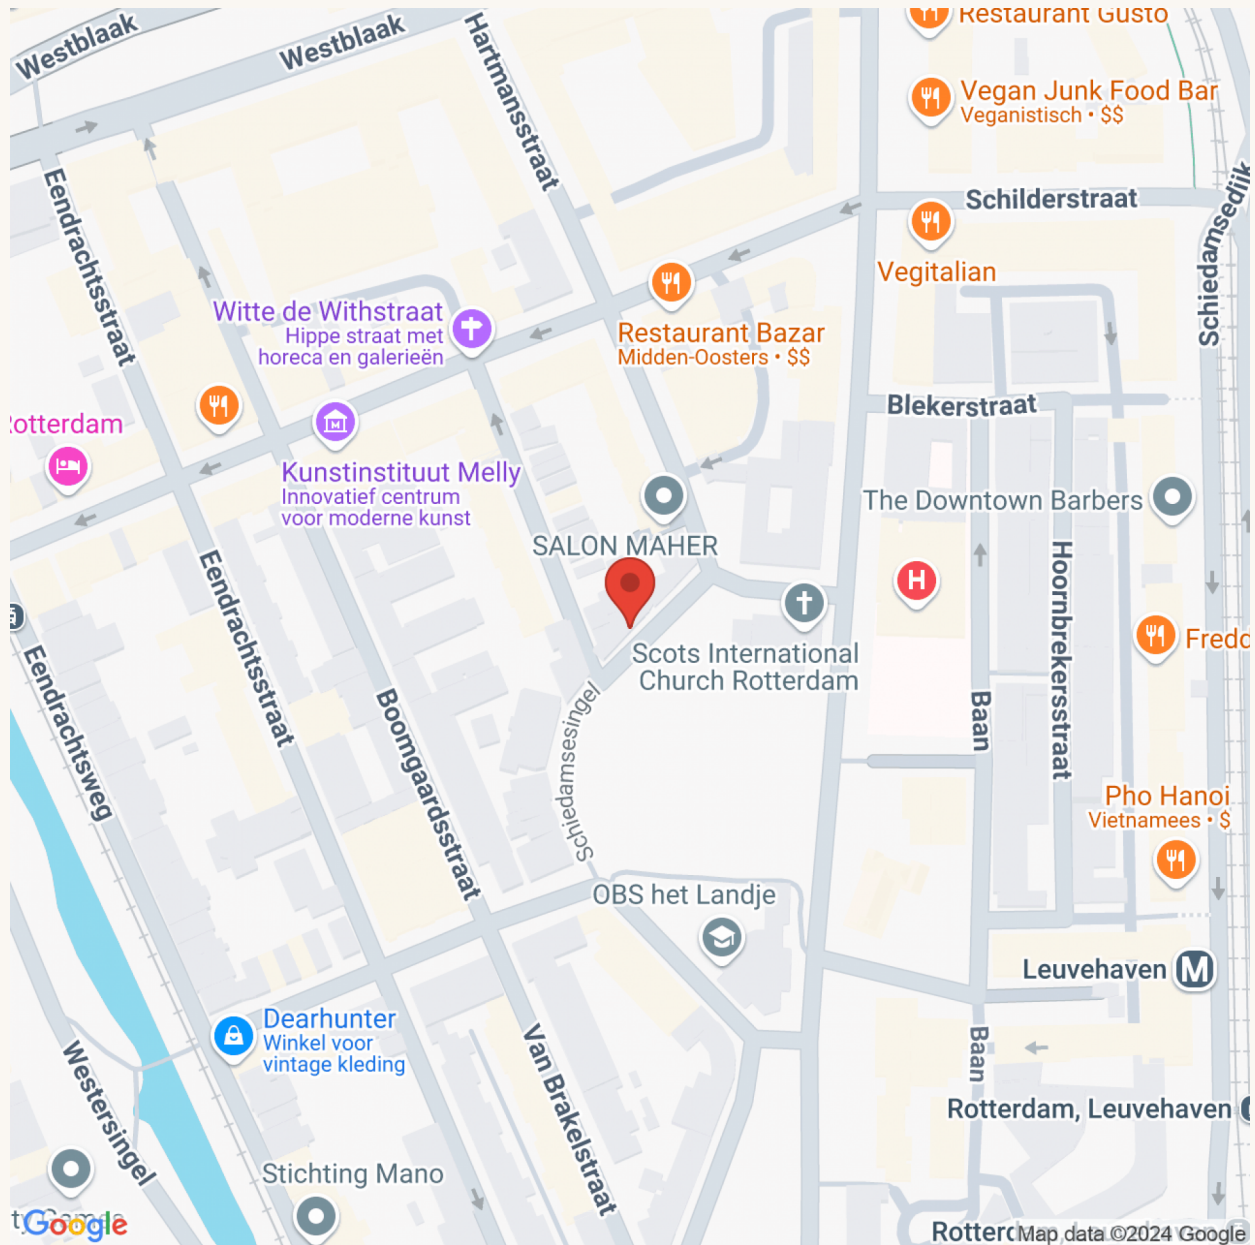 Westblaak
Westblaak
Hartmansstraat
Restaurant Gusto
Vegan Junk Food Bar
Veganistisch • $$
Eendrachtsstraat
Schilderstraat
Schiedamsedijk
Vegitalian
Witte de Withstraat
Hippe straat met
horeca en galerieën
Restaurant Bazar
Midden-Oosters • $$
Blekerstraat
Rotterdam
Kunstinstituut Melly
Innovatief centrum
voor moderne kunst
The Downtown Barbers
SALON MAHER
H
Hoornbrekersstraat
Eendrachtsstraat
Scots International
Church Rotterdam
Fredd
Eendrachtsweg
Boomgaardsstraat
Schiedamsesingel
Baan
Pho Hanoi
Vietnamees • $
OBS het Landje
Leuvehaven
M
Dearhunter
Winkel voor
vintage kleding
Van Brakelstraat
Baan
Westersingel
Rotterdam, Leuvehaven
Stichting Mano
Google
Map data ©2024 Google